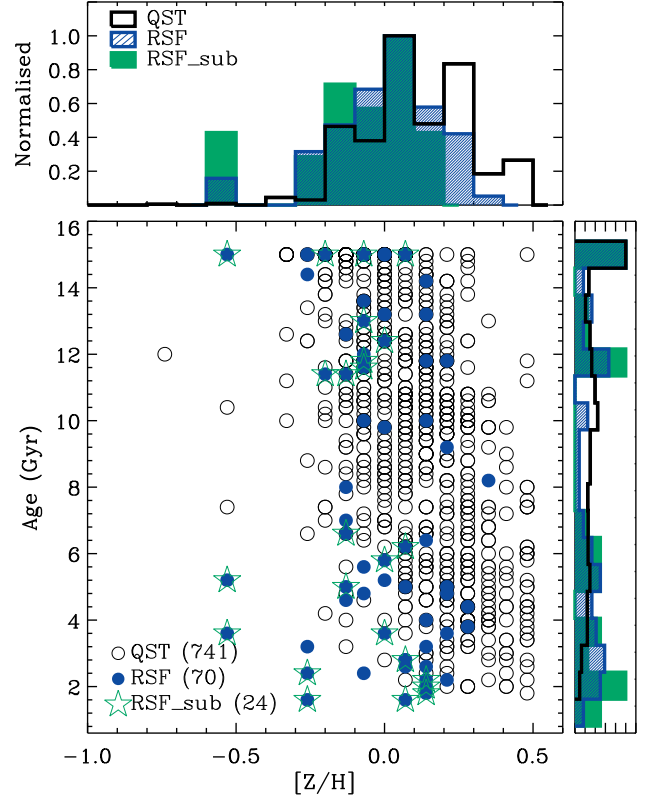 QST
RSF
RSF_sub
Normalised
1.0
0.8
0.6
0.4
0.2
16
14
12
10
8
6
4
2
Age (Gyr)
QST (741)
RSF (70)
RSF_sub (24)
−1.0
−0.5
0.0
0.5
[Z/H]